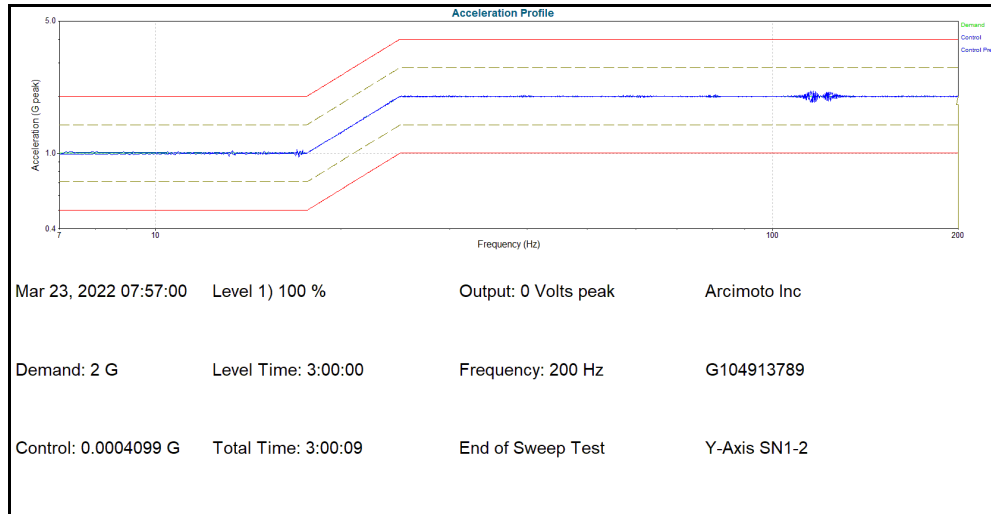 Acceleration Profile
5.0
Demand
Control
Control Pre
Acceleration (G peak)
1.0
0.4
7
10
100
200
Frequency (Hz)
Mar 23, 2022 07:57:00 Level 1) 100 % Output: 0 Volts peak Arcimoto Inc
Demand: 2 G Level Time: 3:00:00 Frequency: 200 Hz G104913789
Control: 0.0004099 G Total Time: 3:00:09 End of Sweep Test Y-Axis SN1-2